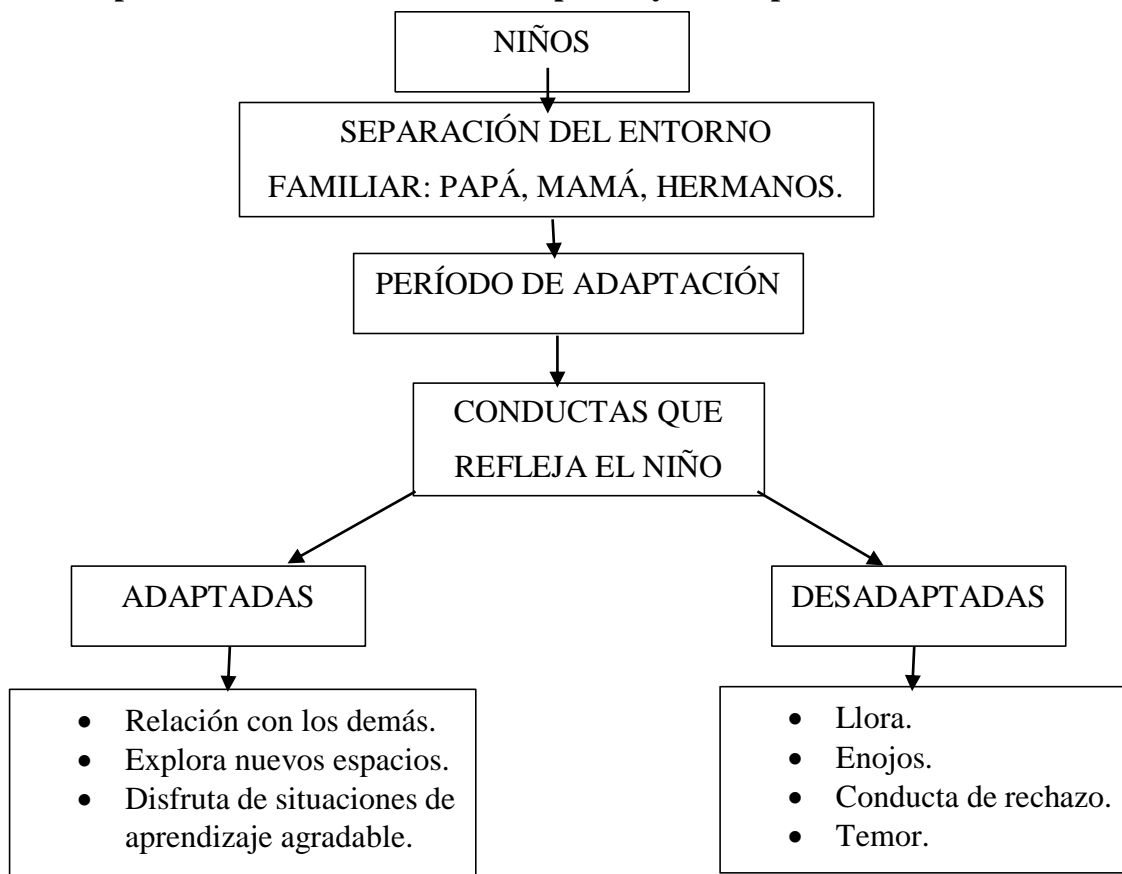 NIÑOS
SEPARACIÓN DEL ENTORNO
FAMILIAR: PAPÁ, MAMÁ, HERMANOS.
PERÍODO DE ADAPTACIÓN
CONDUCTAS QUE
REFLEJA EL NIÑO
ADAPTADAS
DESADAPTADAS
• Relación con los demás.
• Explora nuevos espacios.
• Disfruta de situaciones de
aprendizaje agradable.
• Llora.
• Enojos.
• Conducta de rechazo.
• Temor.